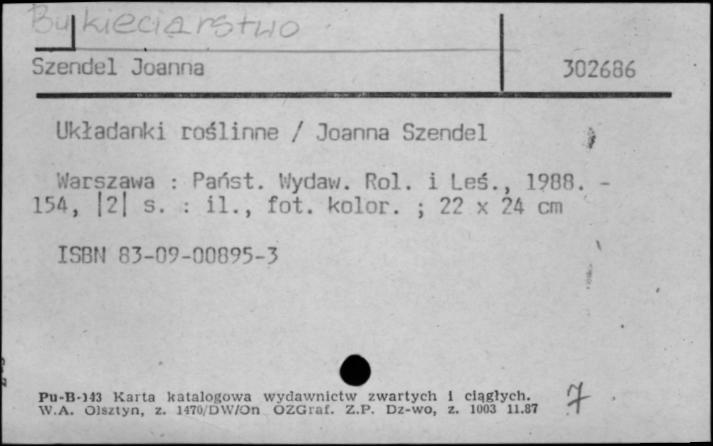 Bukieciarstwo
Szendel Joanna
302686
Układanki roślinne / Joanna Szendel
Warszawa : Państ. Wydaw. Rol. i Leś., 1988. -
154, |2| s. : il., fot. kolor. ; 22 x 24 cm
ISBN 83-09-00895-3
Pu-B-143 Karta katalogowa wydawnictw zwartych i ciągłych.
W.A. Olsztyn, z. 1470/DW/On OZGraf. Z.P. Dz-wo, z. 1003 11.87
7